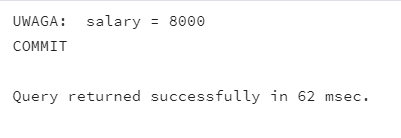 UWAGA:  salary = 8000
COMMIT
Query returned successfully in 62 msec.